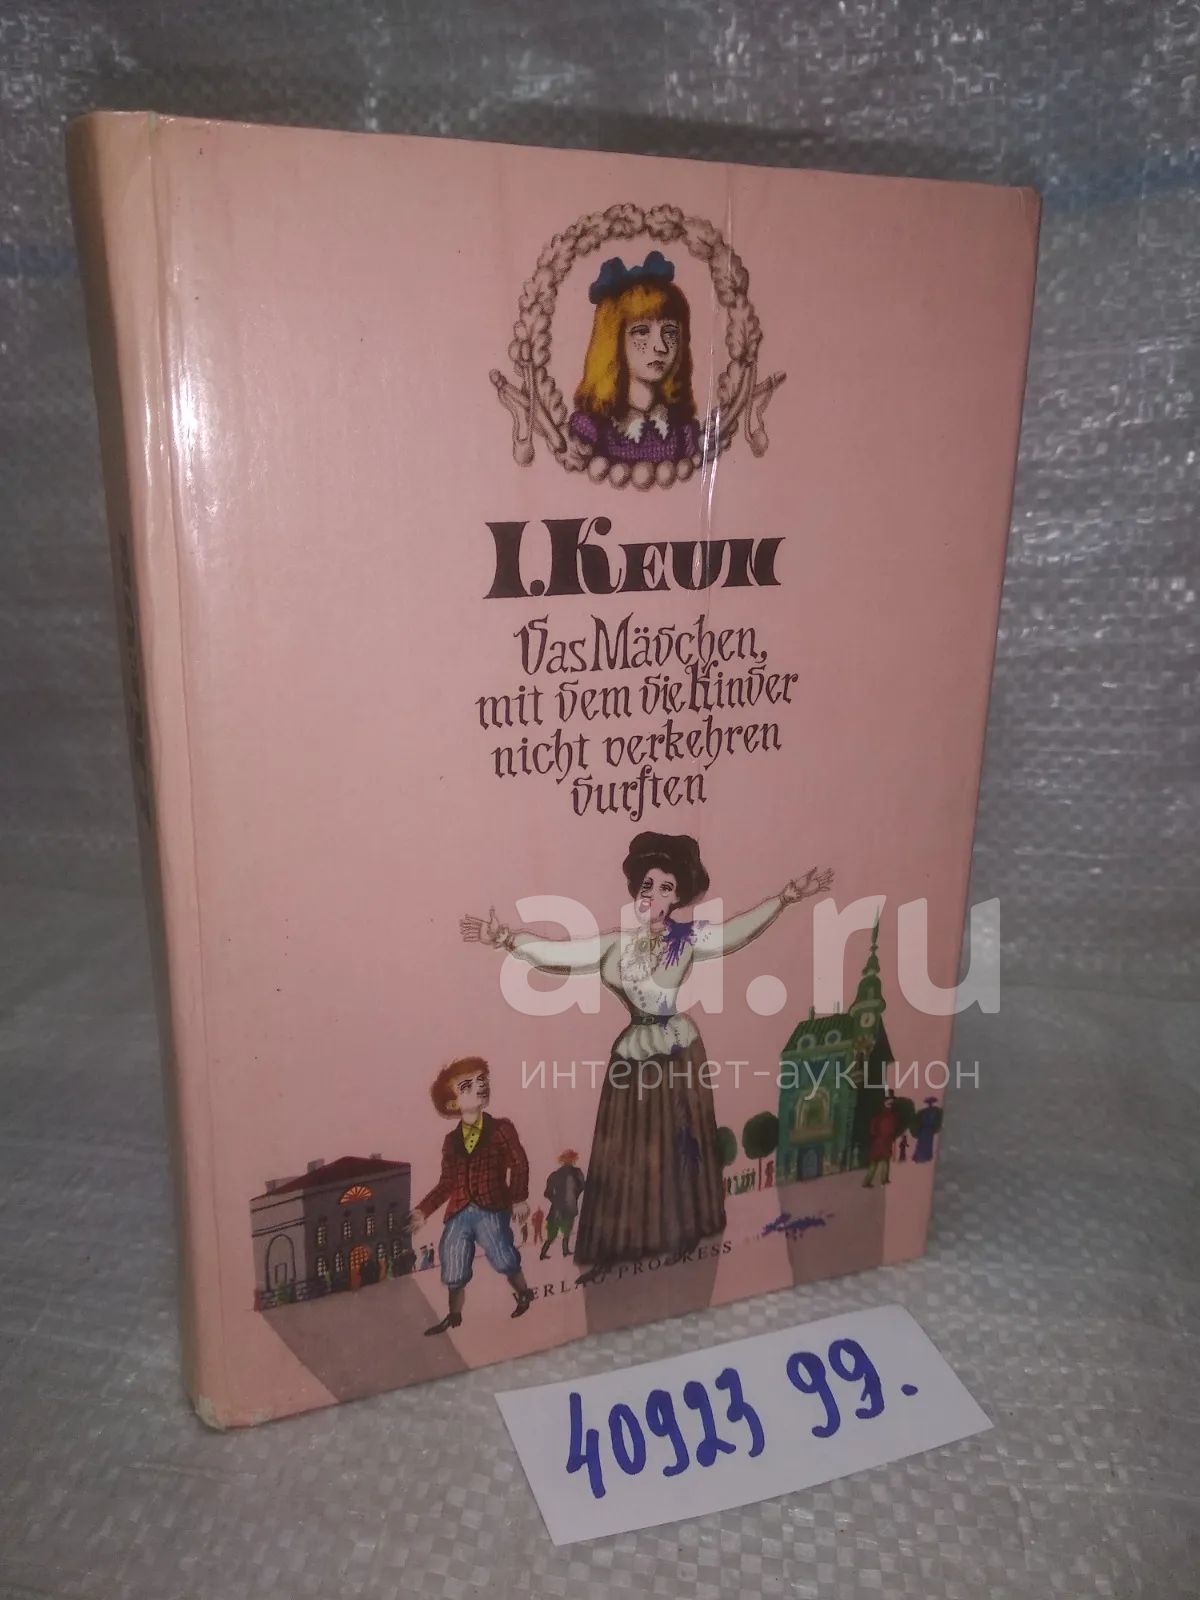 I. KEUN
Das Mädchen,
mit dem die Kinder
nicht verkehren
durften
au.ru
интернет-аукцион
VERLAG PROGRESS
40923 99.